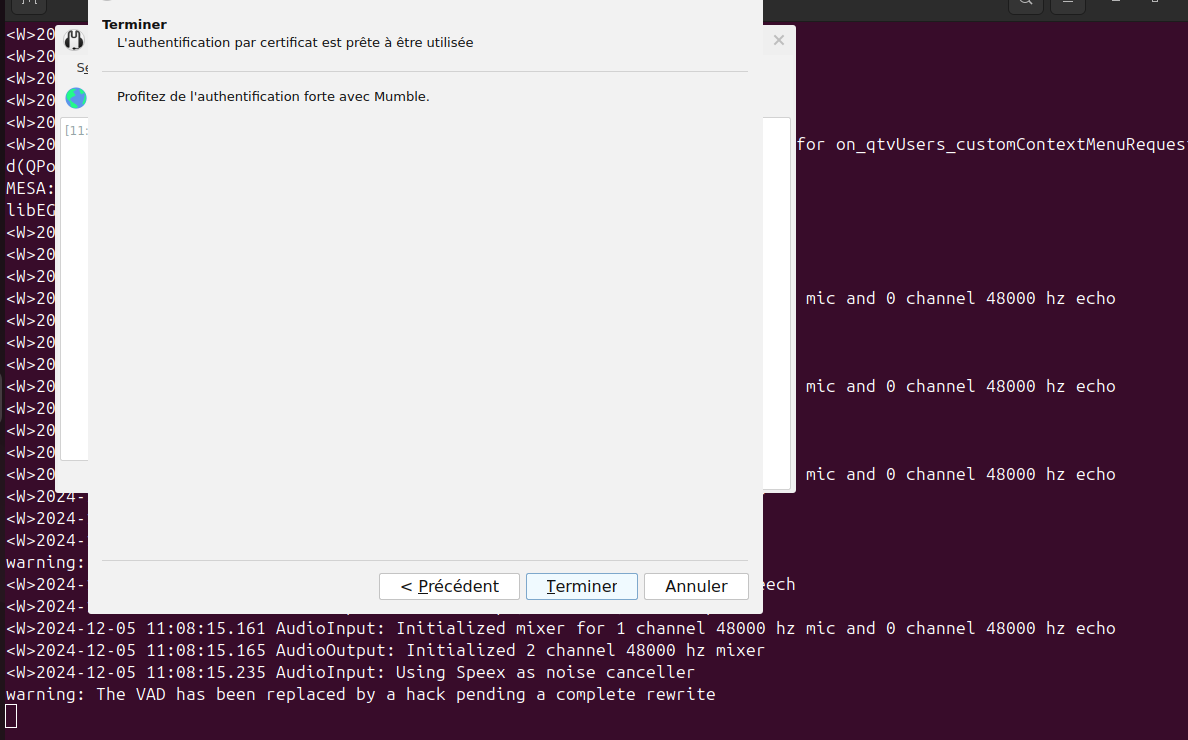 Terminer
L'authentification par certificat est prête à être utilisée
Profitez de l'authentification forte avec Mumble.
< Précédent
Terminer
Annuler
Se
[11:
<W>20
<W>20
<W>20
<W>20
<W>20
<W>20 for on_qtvUsers_customContextMenuReques
d(QPo
MESA:
libEG
<W>20
<W>20
<W>20
<W>20 mic and 0 channel 48000 hz echo
<W>20
<W>20
<W>20
<W>20 mic and 0 channel 48000 hz echo
<W>20
<W>20
<W>20
<W>20 mic and 0 channel 48000 hz echo
<W>2024-
<W>2024-
<W>2024-
warning:
<W>2024- eech
<W>2024-
<W>2024-12-05 11:08:15.161 AudioInput: Initialized mixer for 1 channel 48000 hz mic and 0 channel 48000 hz echo
<W>2024-12-05 11:08:15.165 AudioOutput: Initialized 2 channel 48000 hz mixer
<W>2024-12-05 11:08:15.235 AudioInput: Using Speex as noise canceller
warning: The VAD has been replaced by a hack pending a complete rewrite